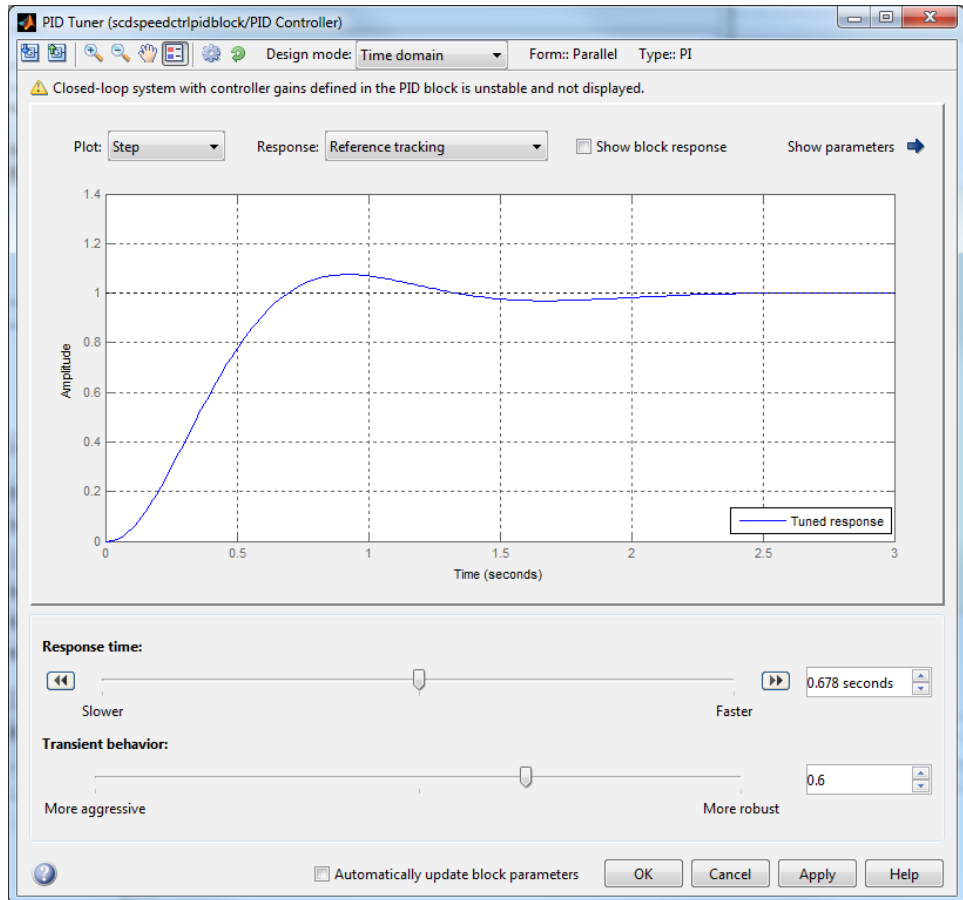 PID Tuner (scdspeedctrlpidblock/PID Controller)
Design mode: Time domain Form:: Parallel Type:: PI
Closed-loop system with controller gains defined in the PID block is unstable and not displayed.
Plot: Step Response: Reference tracking Show block response Show parameters
1.4
1.2
1
0.8
0.6
0.4
0.2
0
Amplitude
Tuned response
0 0.5 1 1.5 2 2.5 3
Time (seconds)
Response time:
0.678 seconds
Slower Faster
Transient behavior:
0.6
More aggressive More robust
? Automatically update block parameters OK Cancel Apply Help